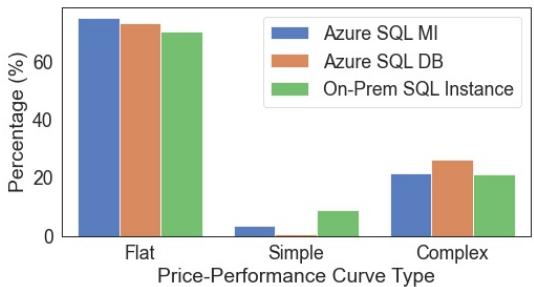 Azure SQL MI
Azure SQL DB
On-Prem SQL Instance
Percentage (%)
60
40
20
0
Flat Simple Complex
Price-Performance Curve Type